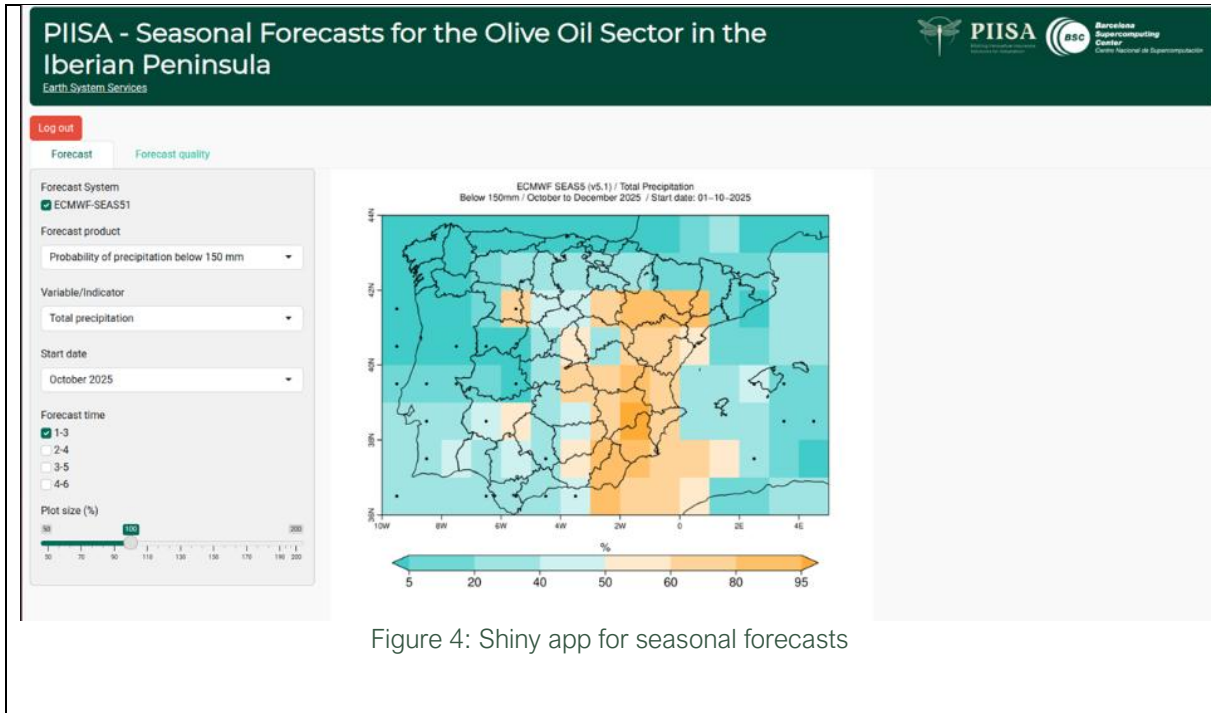 PIISA - Seasonal Forecasts for the Olive Oil Sector in the
Iberian Peninsula
Earth System Services
PIISA
BSC
Barcelona
Supercomputing
Center
Centro Nacional de Supercomputación
Log out
Forecast
Forecast quality
Forecast System
ECMWF-SEAS51
Forecast product
Probability of precipitation below 150 mm
Variable/Indicator
Total precipitation
Start date
October 2025
Forecast time
1-3
2-4
3-5
4-6
Plot size (%)
50 100 200
50 70 90 110 130 150 170 190 200
ECMWF SEAS5 (v5.1) / Total Precipitation
Below 150mm / October to December 2025 / Start date: 01-10-2025
44N
42N
40N
38N
36N
10W 8W 6W 4W 2W 0 2E 4E
%
5 20 40 50 60 80 95
Figure 4: Shiny app for seasonal forecasts